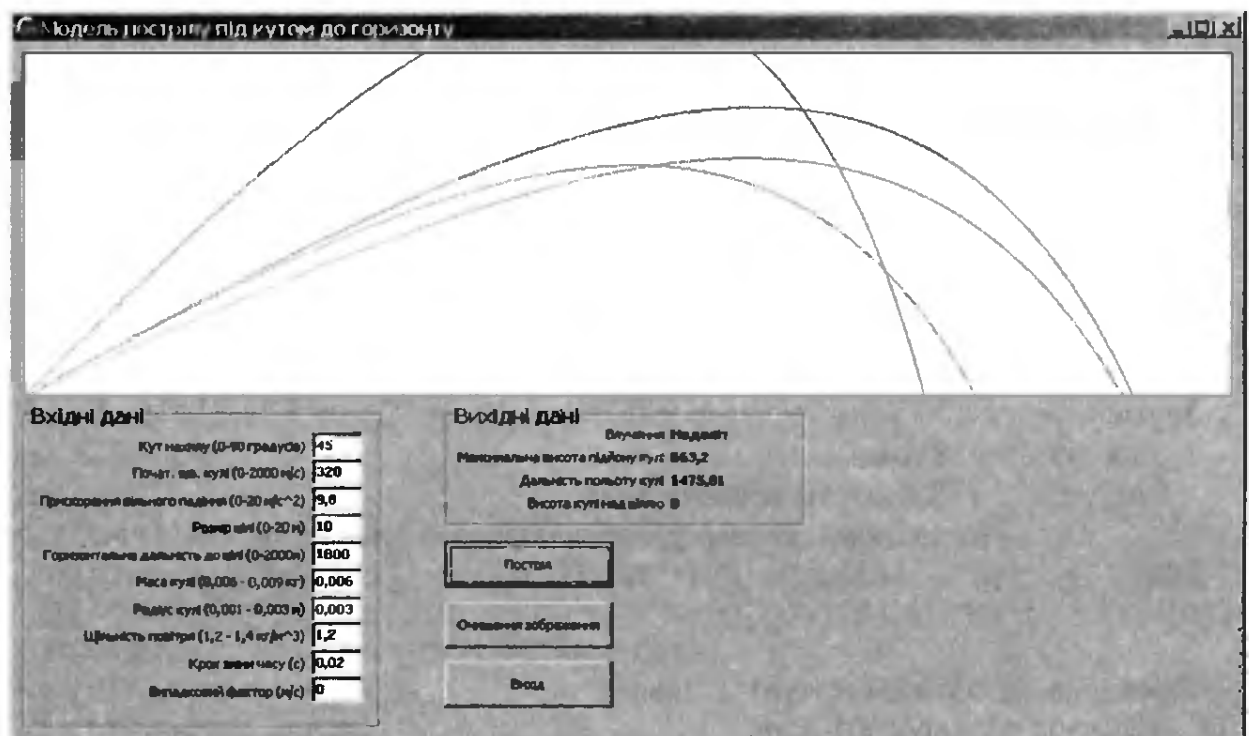 Модель пострілу під кутом до горизонту
Вхідні дані
Кут нахилу (0-90 градусів) 45
Почат. шв. кулі (0-2000 м/с) 320
Прискорення вільного падіння (0-20 м/с^2) 9,8
Розмір цілі (0-20 м) 10
Горизонтальна дальність до цілі (0-2000м) 1800
Маса кулі (0,006 - 0,009 кг) 0,006
Радіус кулі (0,001 - 0,003 м) 0,003
Щільність повітря (1,2 - 1,4 кг/м^3) 1,2
Крок зміни часу (с) 0,02
Випадковий фактор (м/с) 0
Вихідні дані
Влучання Недоліт
Максимальна висота підйому кулі 563,2
Дальність польоту кулі 1475,81
Висота кулі над ціллю 0
Постріл
Очищення зображення
Вихід